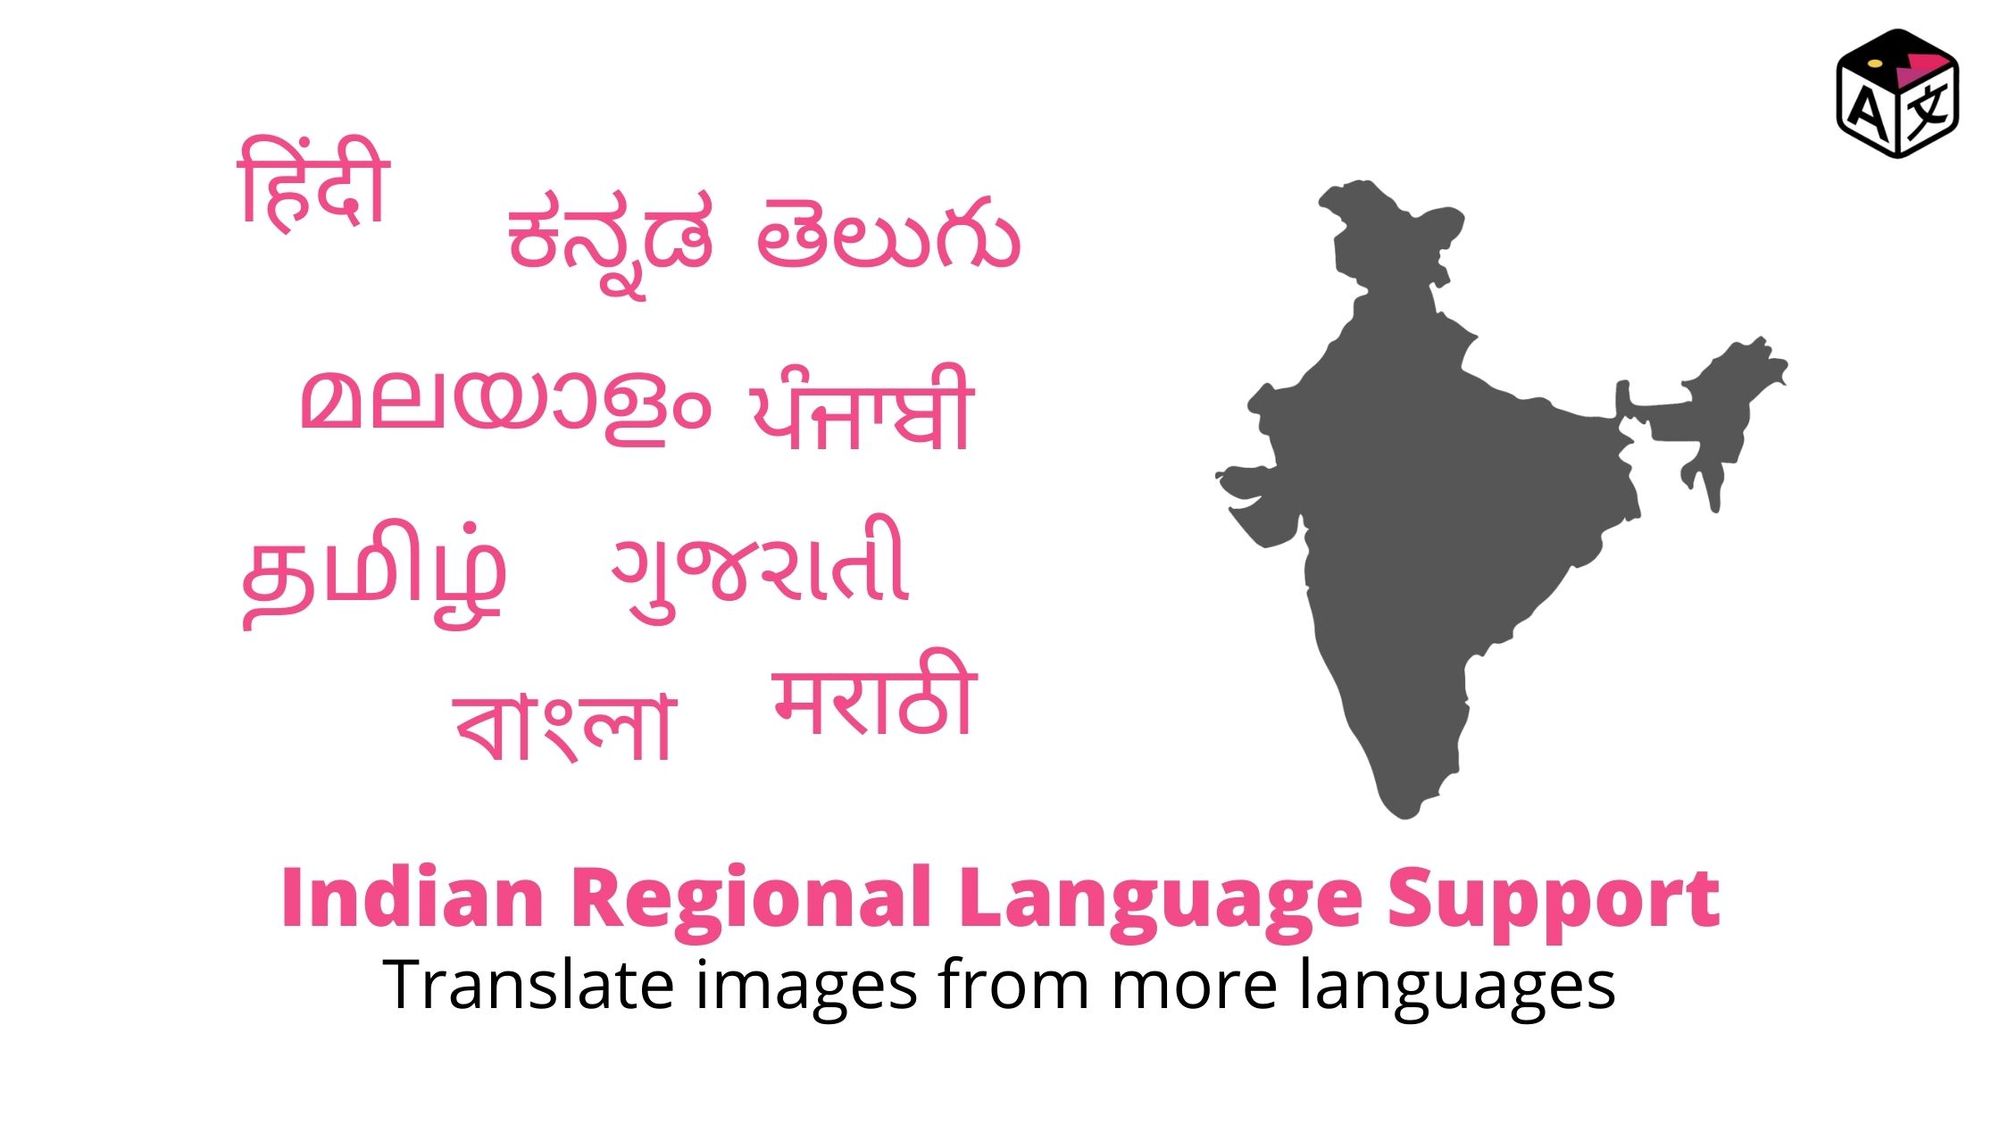 हिंदी
ಕನ್ನಡ తెలుగు
മലയാളം ਪੰਜਾਬੀ
தமிழ் ગુજરાતી
বাংলা मराठी
A 文
Indian Regional Language Support
Translate images from more languages